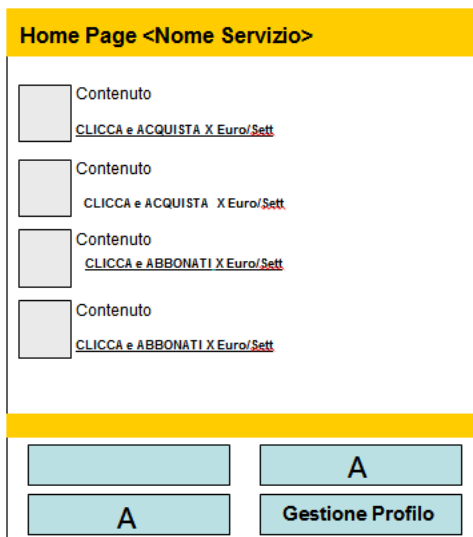 Home Page <Nome Servizio>
Contenuto
CLICCA e ACQUISTA X Euro/Sett
Contenuto
CLICCA e ACQUISTA X Euro/Sett
Contenuto
CLICCA e ABBONATI X Euro/Sett
Contenuto
CLICCA e ABBONATI X Euro/Sett
A
A
Gestione Profilo